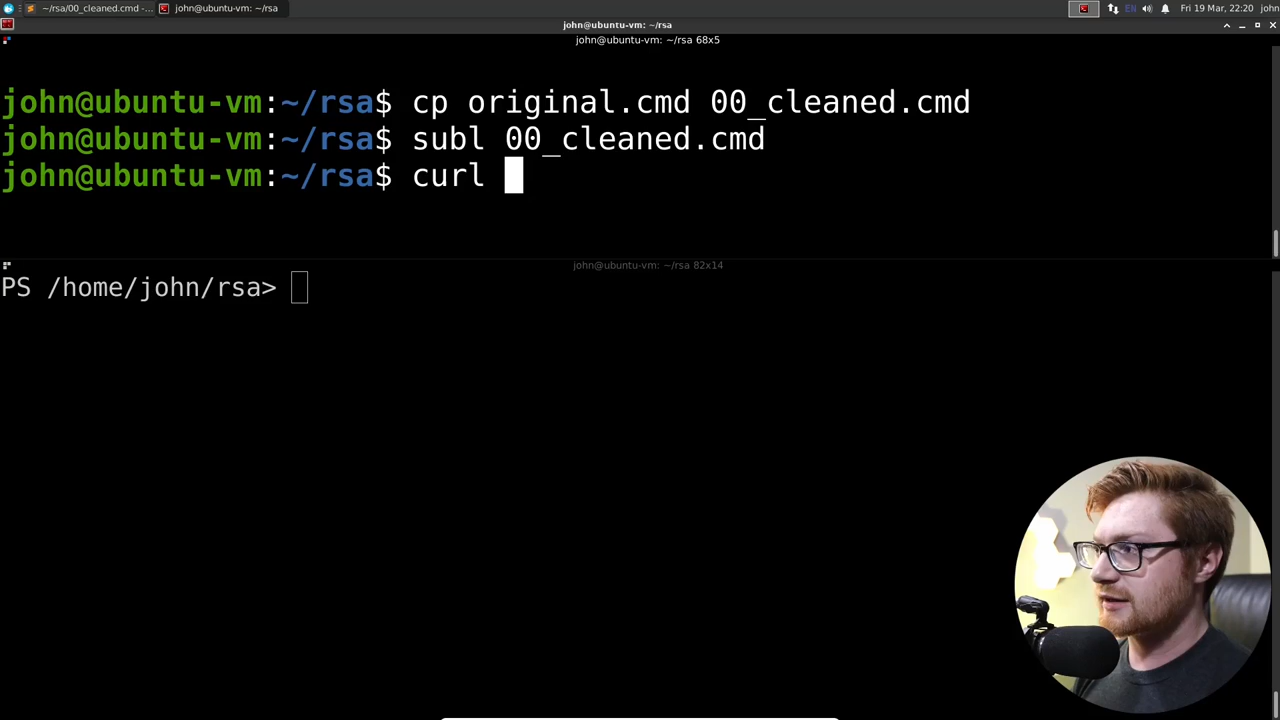 ~/rsa/00_cleaned.cmd -...
john@ubuntu-vm: ~/rsa
EN
Fri 19 Mar, 22:20
john
john@ubuntu-vm: ~/rsa
john@ubuntu-vm: ~/rsa 68x5
john@ubuntu-vm:~/rsa$ cp original.cmd 00_cleaned.cmd
john@ubuntu-vm:~/rsa$ subl 00_cleaned.cmd
john@ubuntu-vm:~/rsa$ curl
john@ubuntu-vm: ~/rsa 82x14
PS /home/john/rsa>